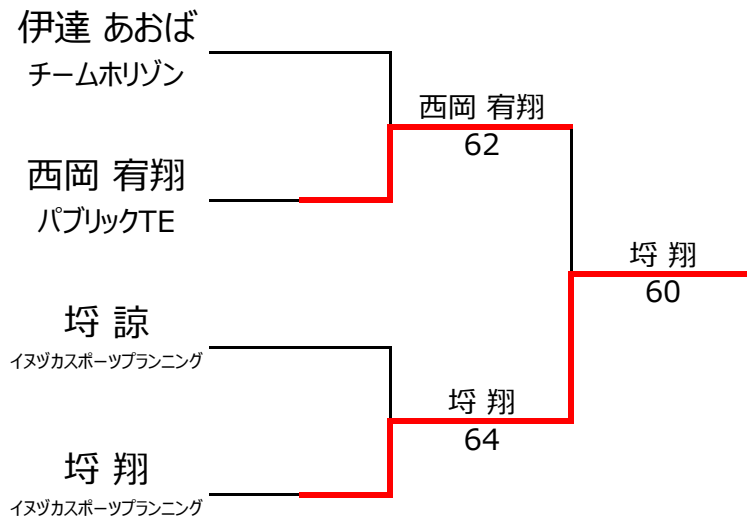 伊達 あおば
チームホリゾン
西岡 宥翔
62
西岡 宥翔
パブリックTE
埒 翔
60
埒 諒
イヌヅカスポーツプランニング
埒 翔
64
埒 翔
イヌヅカスポーツプランニング